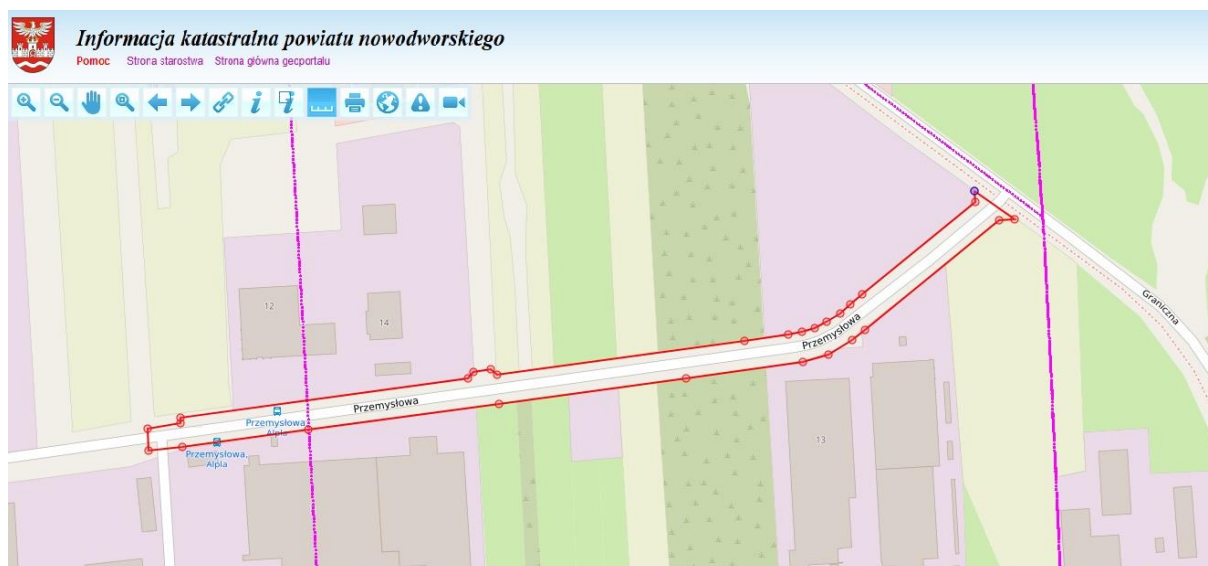 Informacja katastralna powiatu nowodworskiego
Pomoc Strona starostwa Strona główna geoportalu
12
14
Graniczna
Przemysłowa
Przemysłowa
Przemysłowa,
Alpla
Przemysłowa,
Alpla
13